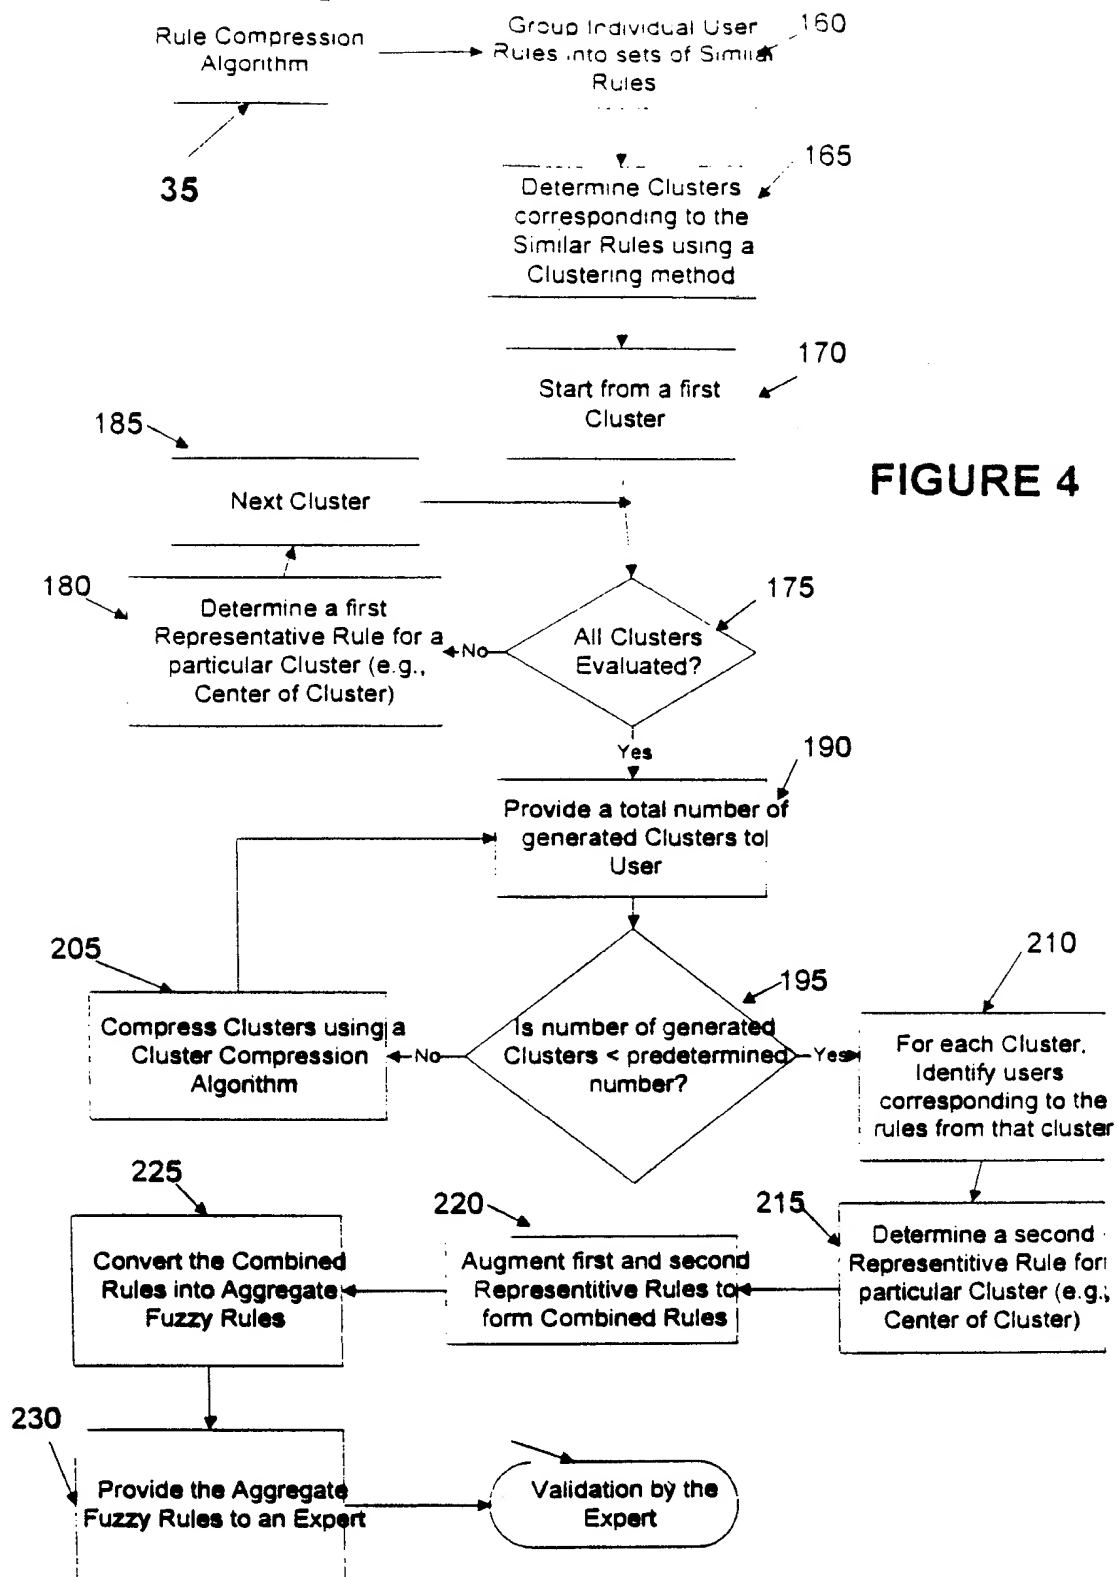 Rule Compression
Algorithm
35
Group Individual User
Rules into sets of Similar
Rules
160
165
Determine Clusters
corresponding to the
Similar Rules using a
Clustering method
170
Start from a first
Cluster
185
Next Cluster
FIGURE 4
180
Determine a first
Representative Rule for a
particular Cluster (e.g.,
Center of Cluster)
No
175
All Clusters
Evaluated?
Yes
190
Provide a total number of
generated Clusters to
User
205
Compress Clusters using a
Cluster Compression
Algorithm
No
195
Is number of generated
Clusters < predetermined
number?
Yes
210
For each Cluster,
Identify users
corresponding to the
rules from that cluster
215
Determine a second
Representitive Rule for
particular Cluster (e.g.,
Center of Cluster)
220
Augment first and second
Representitive Rules to
form Combined Rules
225
Convert the Combined
Rules into Aggregate
Fuzzy Rules
230
Provide the Aggregate
Fuzzy Rules to an Expert
Validation by the
Expert